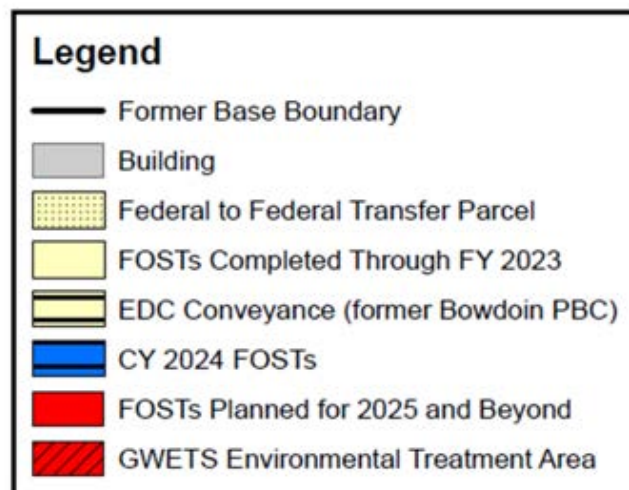 Legend
Former Base Boundary
Building
Federal to Federal Transfer Parcel
FOSTs Completed Through FY 2023
EDC Conveyance (former Bowdoin PBC)
CY 2024 FOSTs
FOSTs Planned for 2025 and Beyond
GWETS Environmental Treatment Area